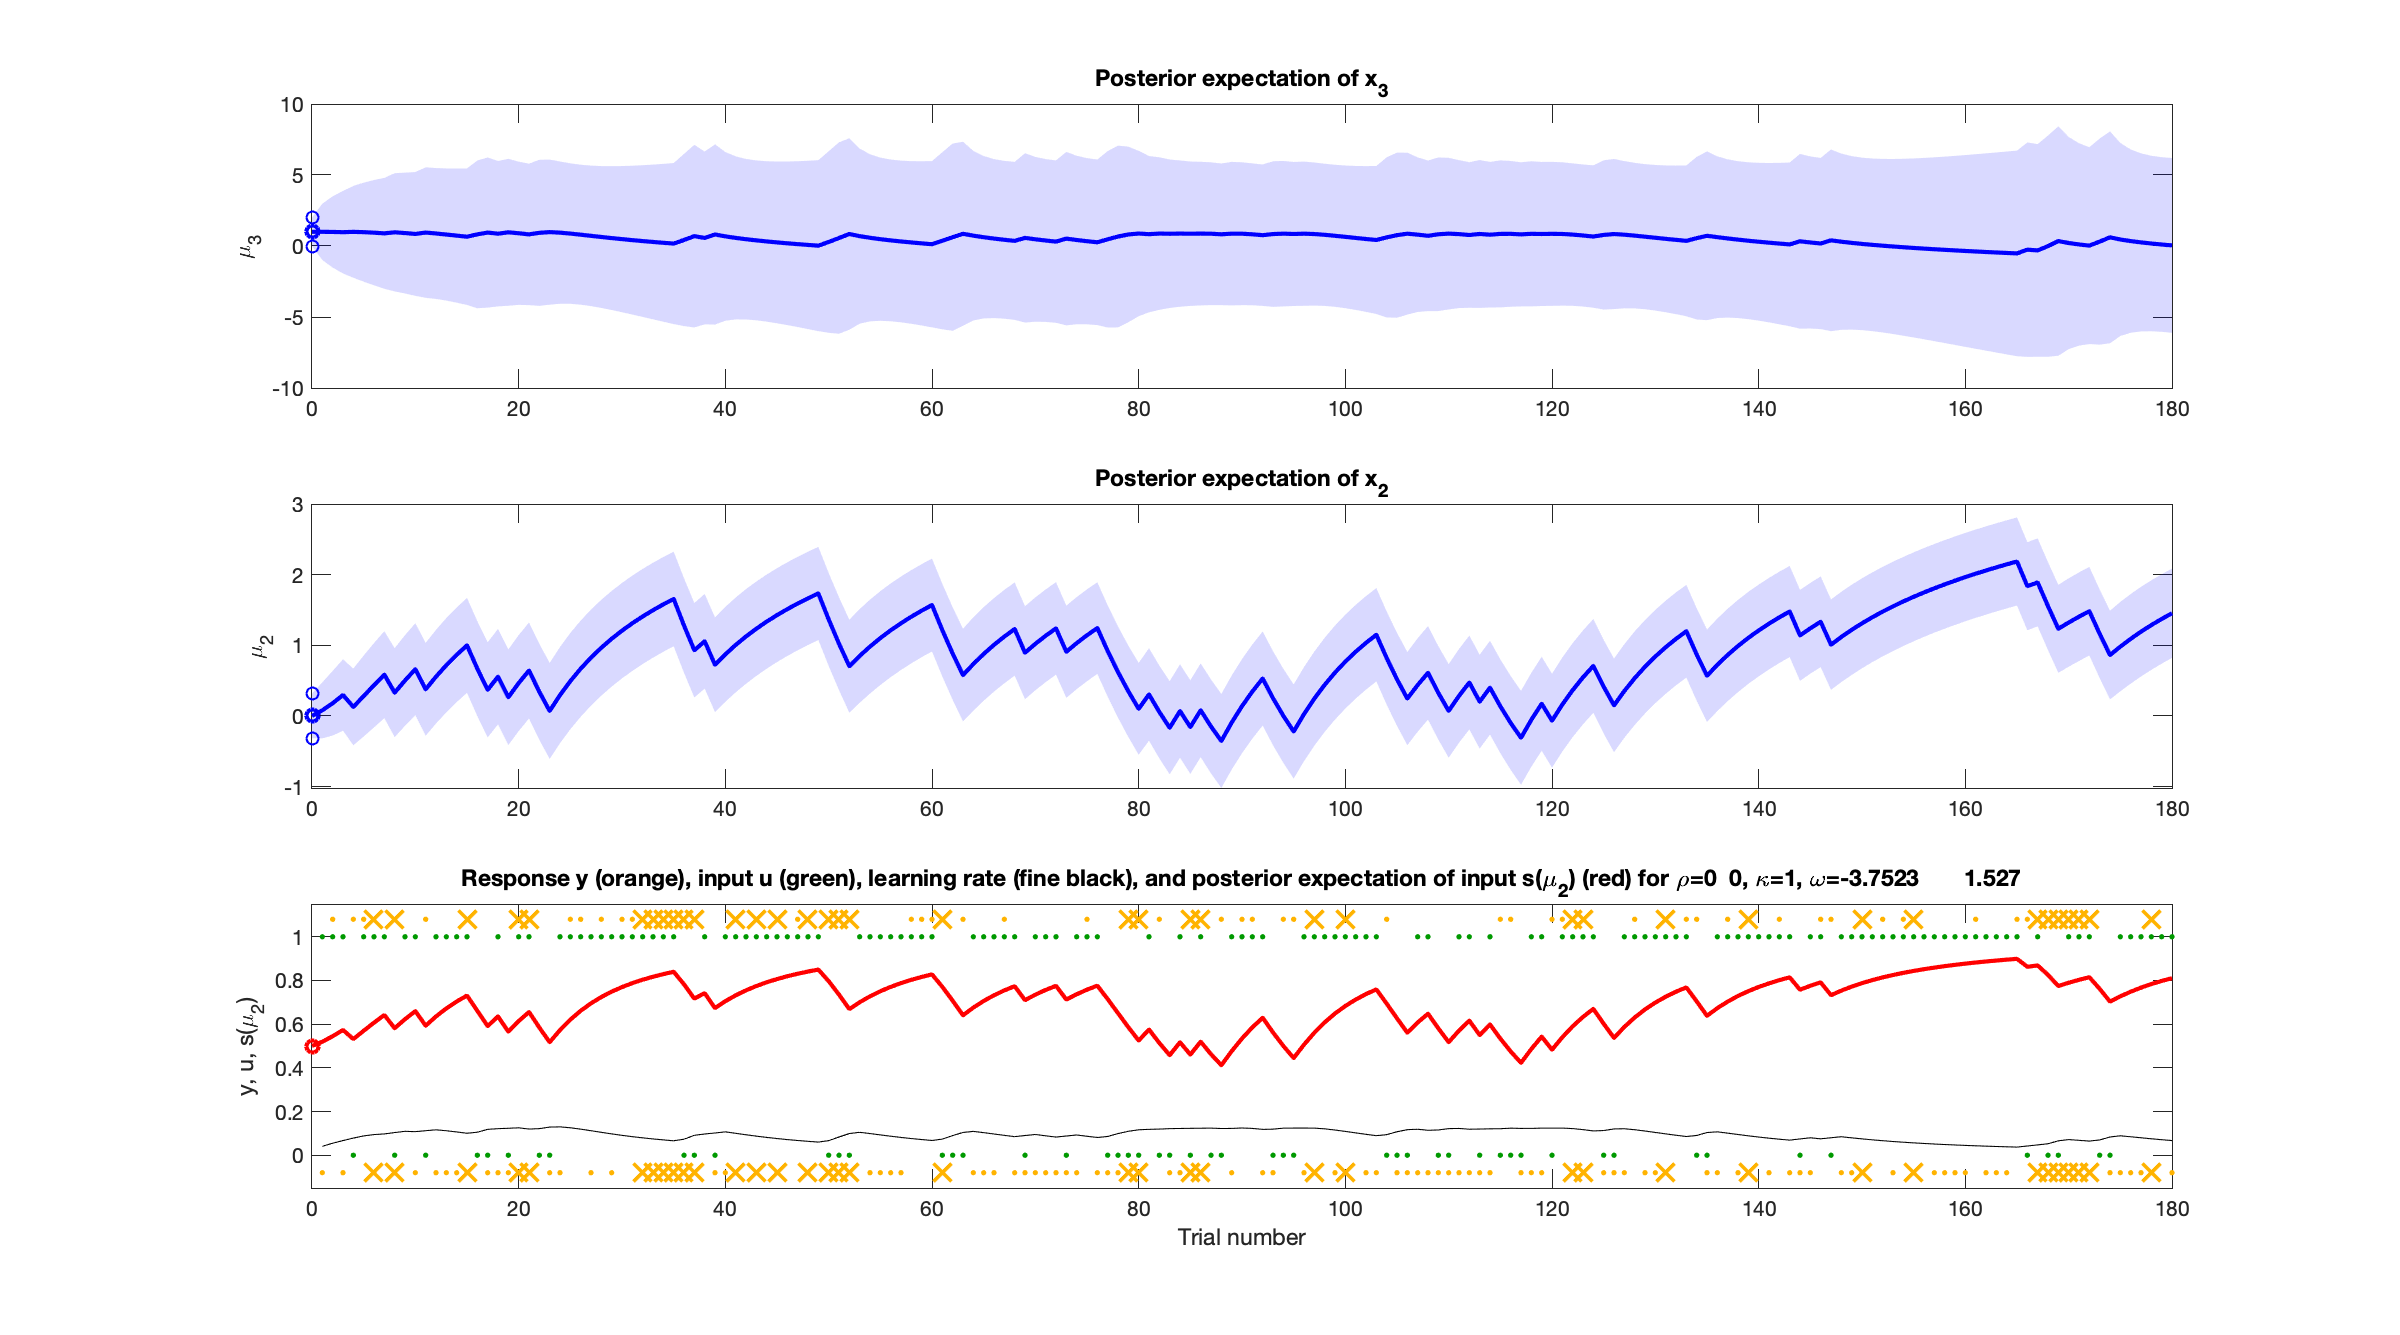 Posterior expectation of x₃
10
5
0
-5
-10
μ₃
0 20 40 60 80 100 120 140 160 180
Posterior expectation of x₂
3
2
1
0
-1
μ₂
0 20 40 60 80 100 120 140 160 180
Response y (orange), input u (green), learning rate (fine black), and posterior expectation of input s(μ₂) (red) for ρ=0 0, κ=1, ω=-3.7523 1.527
1
0.8
0.6
0.4
0.2
0
y, u, s(μ₂)
0 20 40 60 80 100 120 140 160 180
Trial number